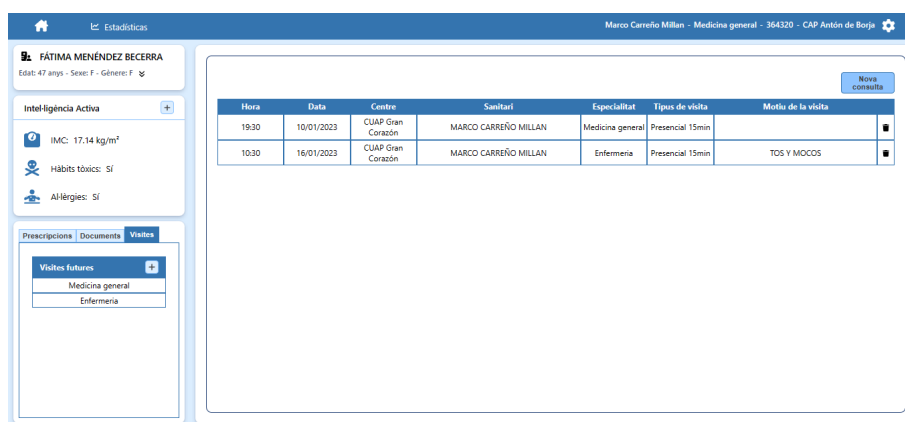 Estadísticas
Marco Carreño Millan - Medicina general - 364320 - CAP Antón de Borja
FÁTIMA MENÉNDEZ BECERRA
Edat: 47 anys - Sexe: F - Gènere: F
Intel·ligència Activa +
IMC: 17.14 kg/m²
Hàbits tòxics: Sí
Al·lèrgies: Sí
Prescripcions Documents Visites
Visites futures +
Medicina general
Enfermeria
Nova
consulta
Hora Data Centre Sanitari Especialitat Tipus de visita Motiu de la visita
19:30 10/01/2023 CUAP Gran Corazón MARCO CARREÑO MILLAN Medicina general Presencial 15min
10:30 16/01/2023 CUAP Gran Corazón MARCO CARREÑO MILLAN Enfermeria Presencial 15min TOS Y MOCOS